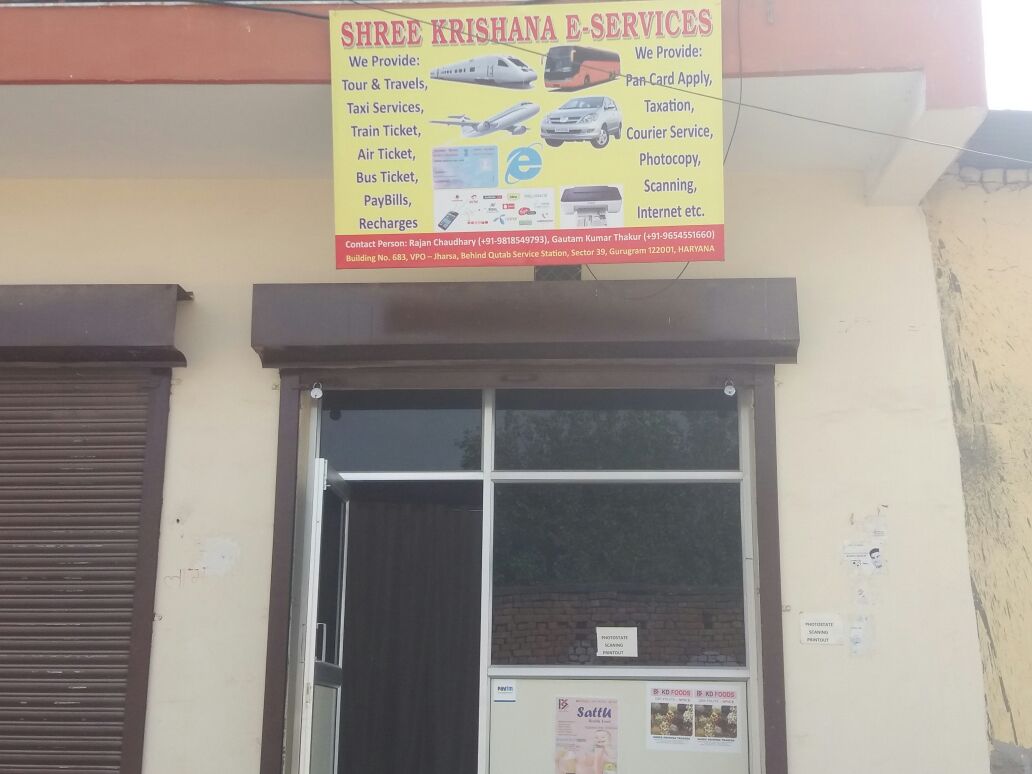 SHREE KRISHANA E-SERVICES
We Provide:
Tour & Travels,
Taxi Services,
Train Ticket,
Air Ticket,
Bus Ticket,
PayBills,
Recharges
We Provide:
Pan Card Apply,
Taxation,
Courier Service,
Photocopy,
Scanning,
Internet etc.
Contact Person: Rajan Chaudhary (+91-9818549793), Gautam Kumar Thakur (+91-9654551660)
Building No. 683, VPO – Jharsa, Behind Qutab Service Station, Sector 39, Gurugram 122001, HARYANA
PHOTOSTATE
SCANING
PRINTOUT
PHOTOSTATE
SCANING
PRINTOUT
Paytm
Sattu
KD FOODS
KD FOODS